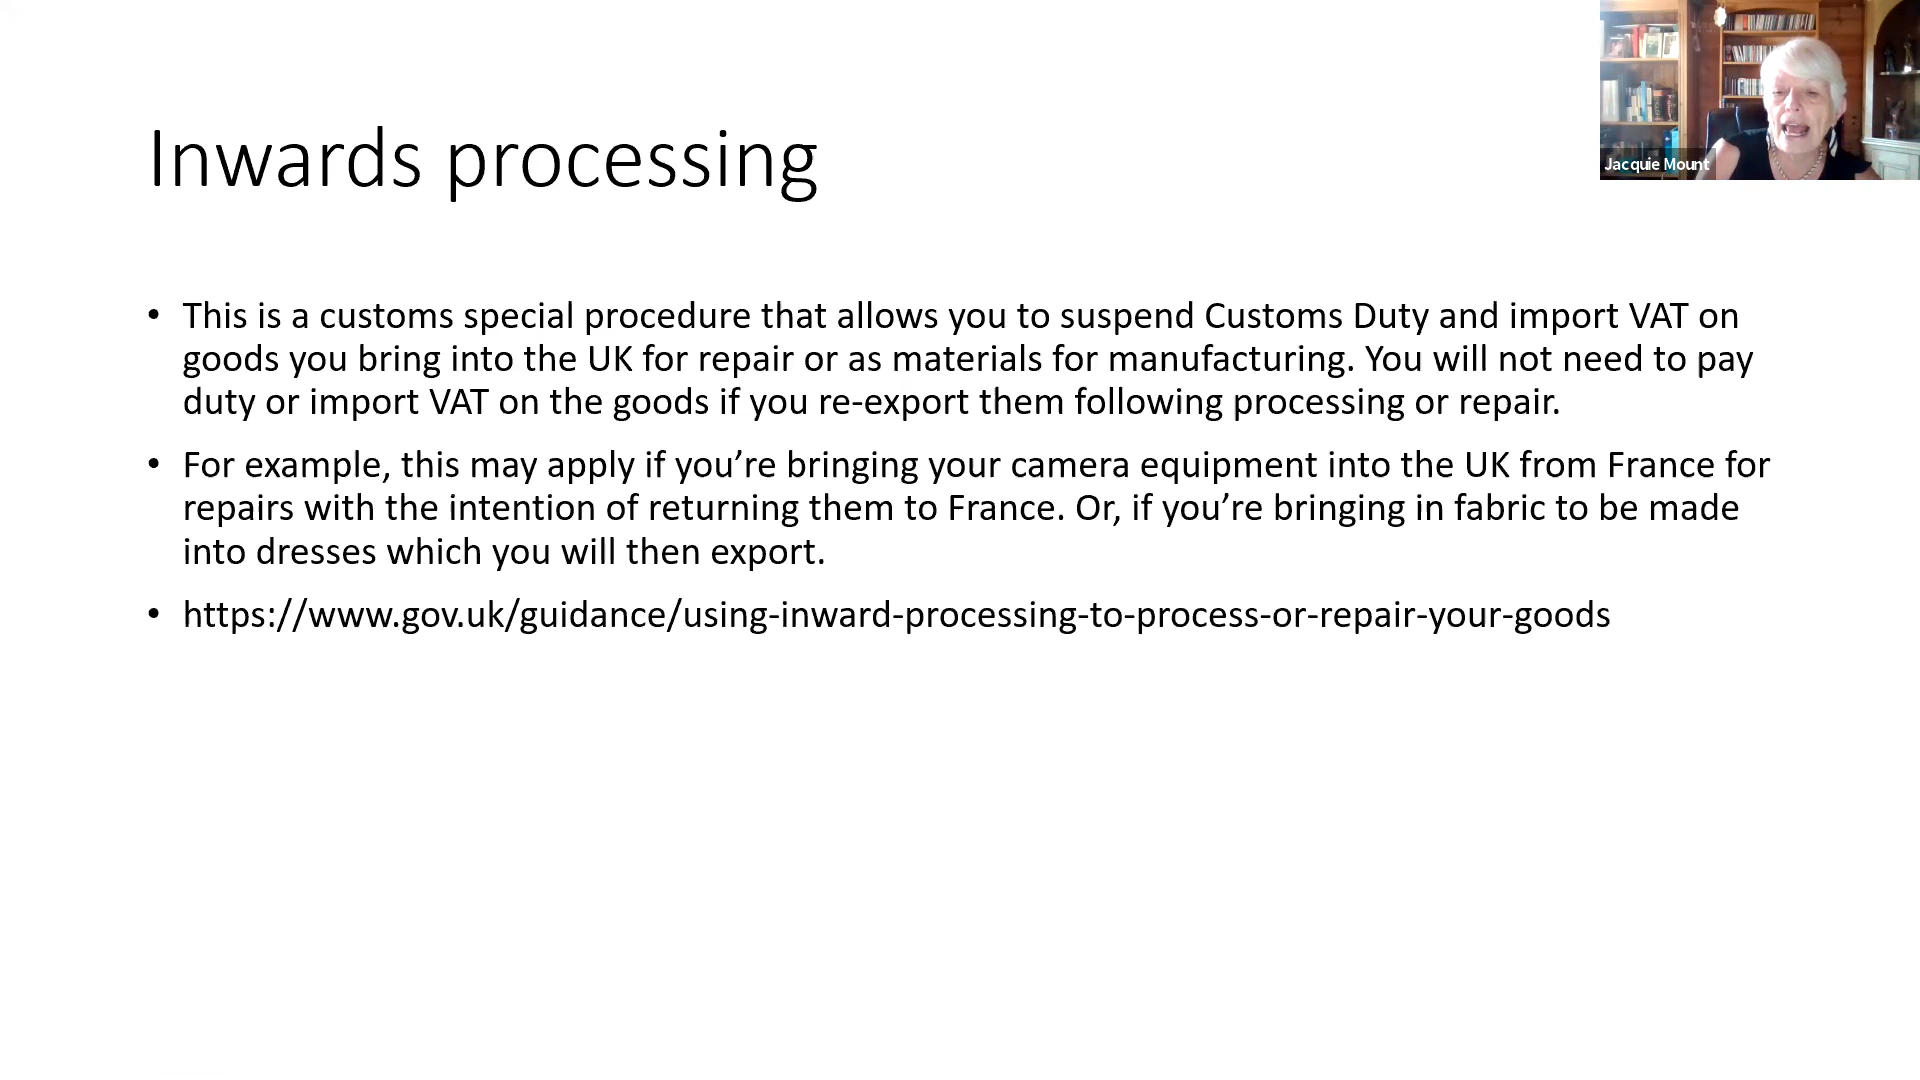 Inwards processing
Jacquie Mount
• This is a customs special procedure that allows you to suspend Customs Duty and import VAT on
goods you bring into the UK for repair or as materials for manufacturing. You will not need to pay
duty or import VAT on the goods if you re-export them following processing or repair.
• For example, this may apply if you’re bringing your camera equipment into the UK from France for
repairs with the intention of returning them to France. Or, if you’re bringing in fabric to be made
into dresses which you will then export.
• https://www.gov.uk/guidance/using-inward-processing-to-process-or-repair-your-goods